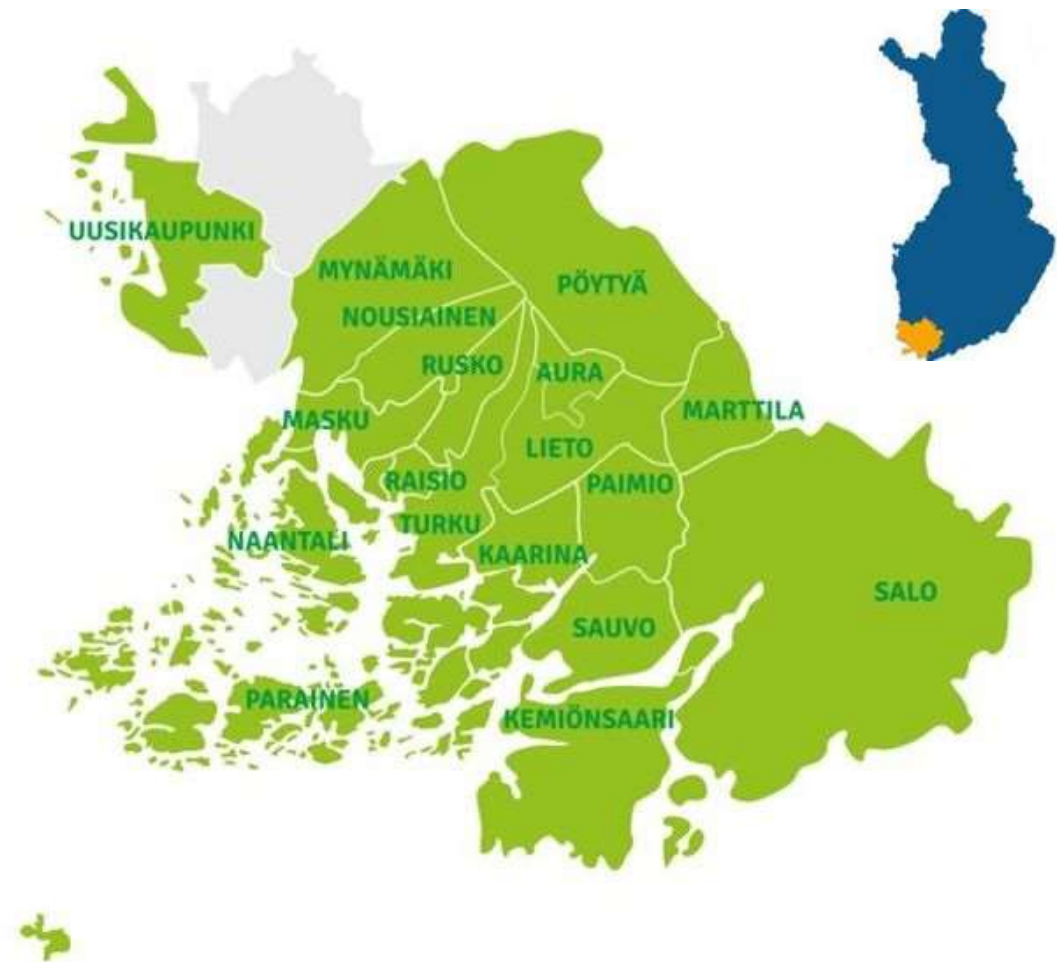 UUSIKAUPUNKI
MYNÄMÄKI
PÖYTYÄ
NOUSIAINEN
RUSKO
AURA
MASKU
MARTTILA
LIETO
RAISIO
PAIMIO
TURKU
NAANTALI
KAARINA
SALO
SAUVO
PARAINEN
KEMIÖNSAARI